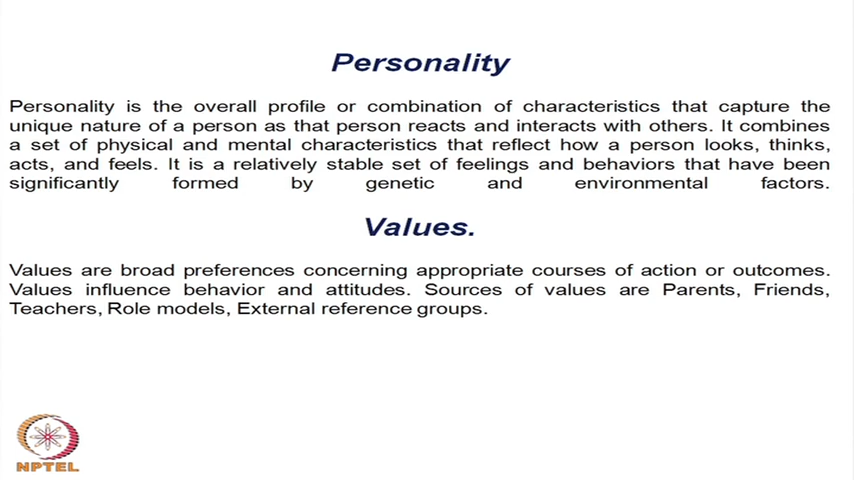 Personality
Personality is the overall profile or combination of characteristics that capture the
unique nature of a person as that person reacts and interacts with others. It combines
a set of physical and mental characteristics that reflect how a person looks, thinks,
acts, and feels. It is a relatively stable set of feelings and behaviors that have been
significantly formed by genetic and environmental factors.
Values.
Values are broad preferences concerning appropriate courses of action or outcomes.
Values influence behavior and attitudes. Sources of values are Parents, Friends,
Teachers, Role models, External reference groups.
NPTEL